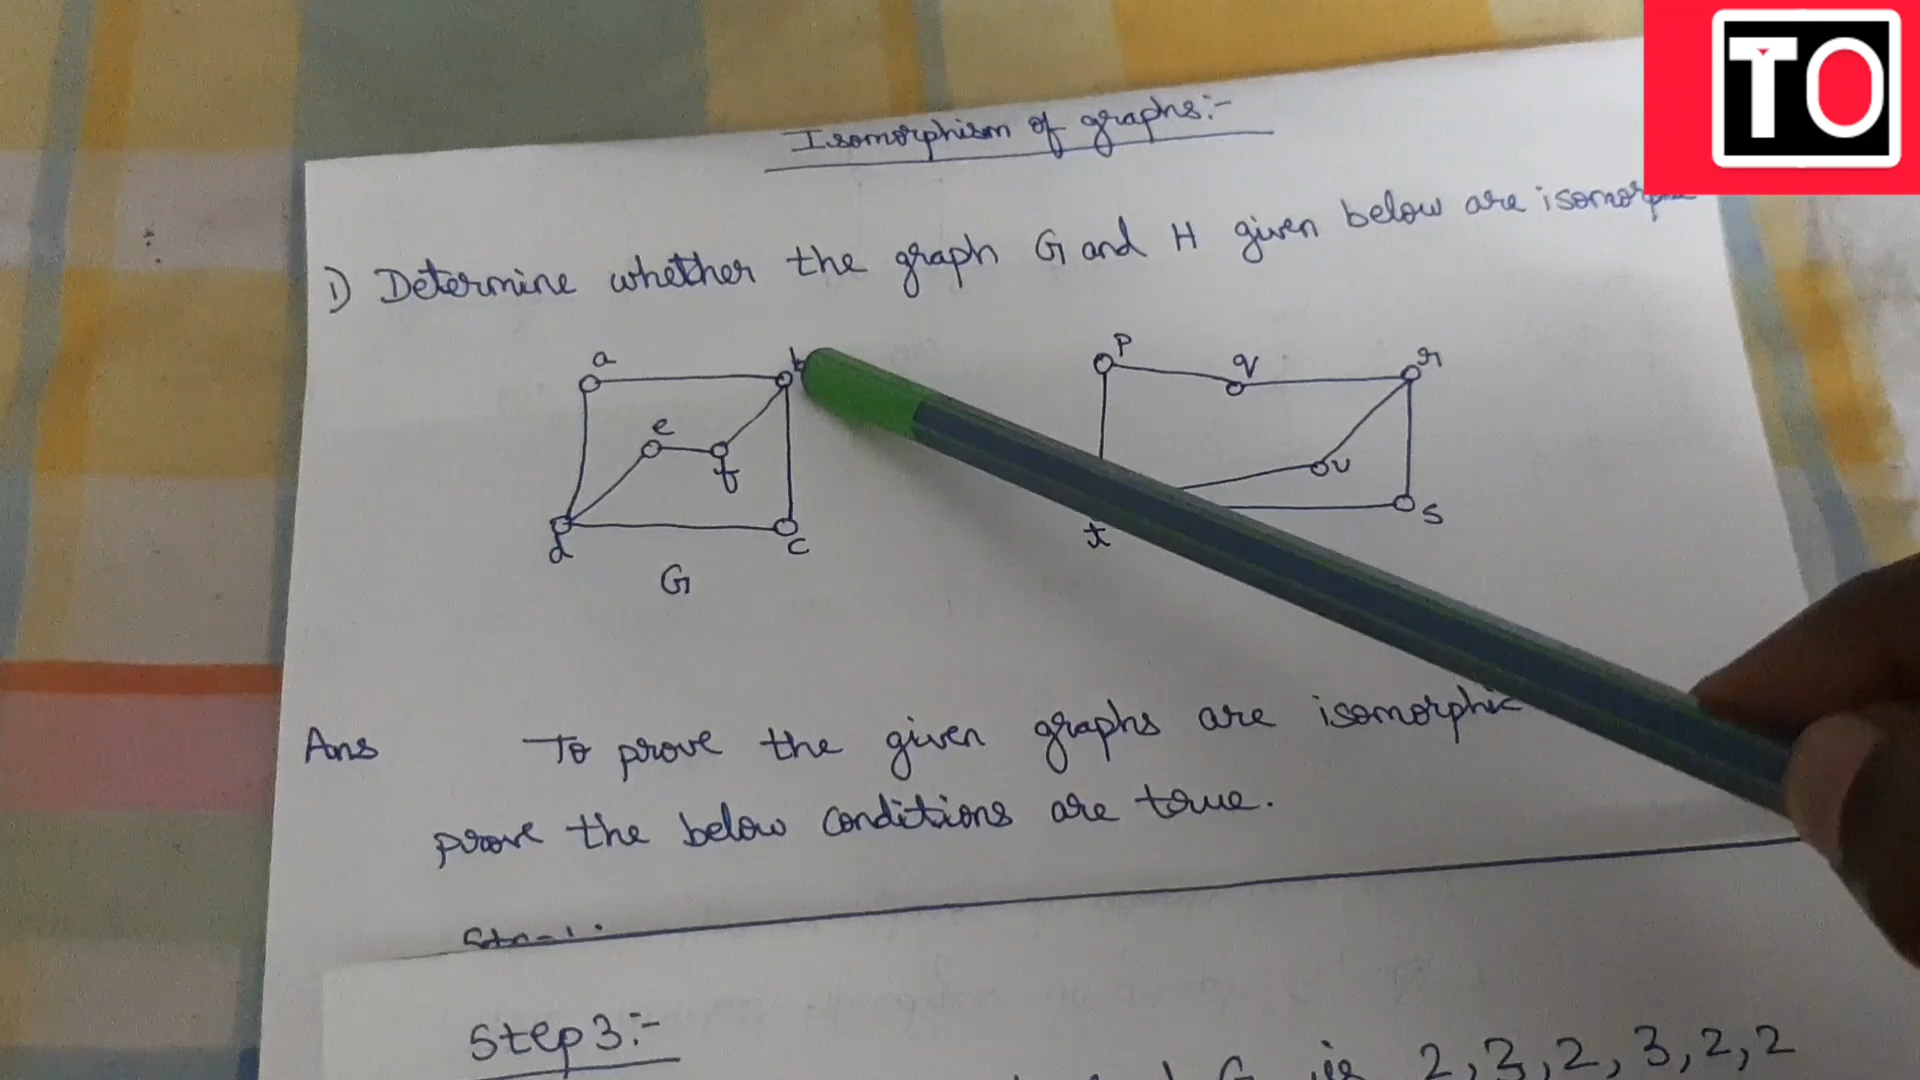 TO
Isomorphism of graphs:-
1) Determine whether the graph G and H given below are
a
e
f
d
c
G
p
q
r
v
s
t
Ans To prove the given graphs are isomorphic
prove the below conditions are true.
Step 3:-
G is 2,3,2,3,2,2